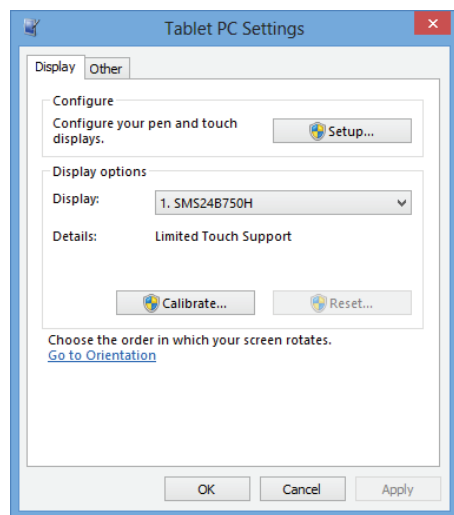 Tablet PC Settings
Display
Other
Configure
Configure your pen and touch
displays.
Setup...
Display options
Display:
1. SMS24B750H
Details:
Limited Touch Support
Calibrate...
Reset...
Choose the order in which your screen rotates.
Go to Orientation
OK
Cancel
Apply